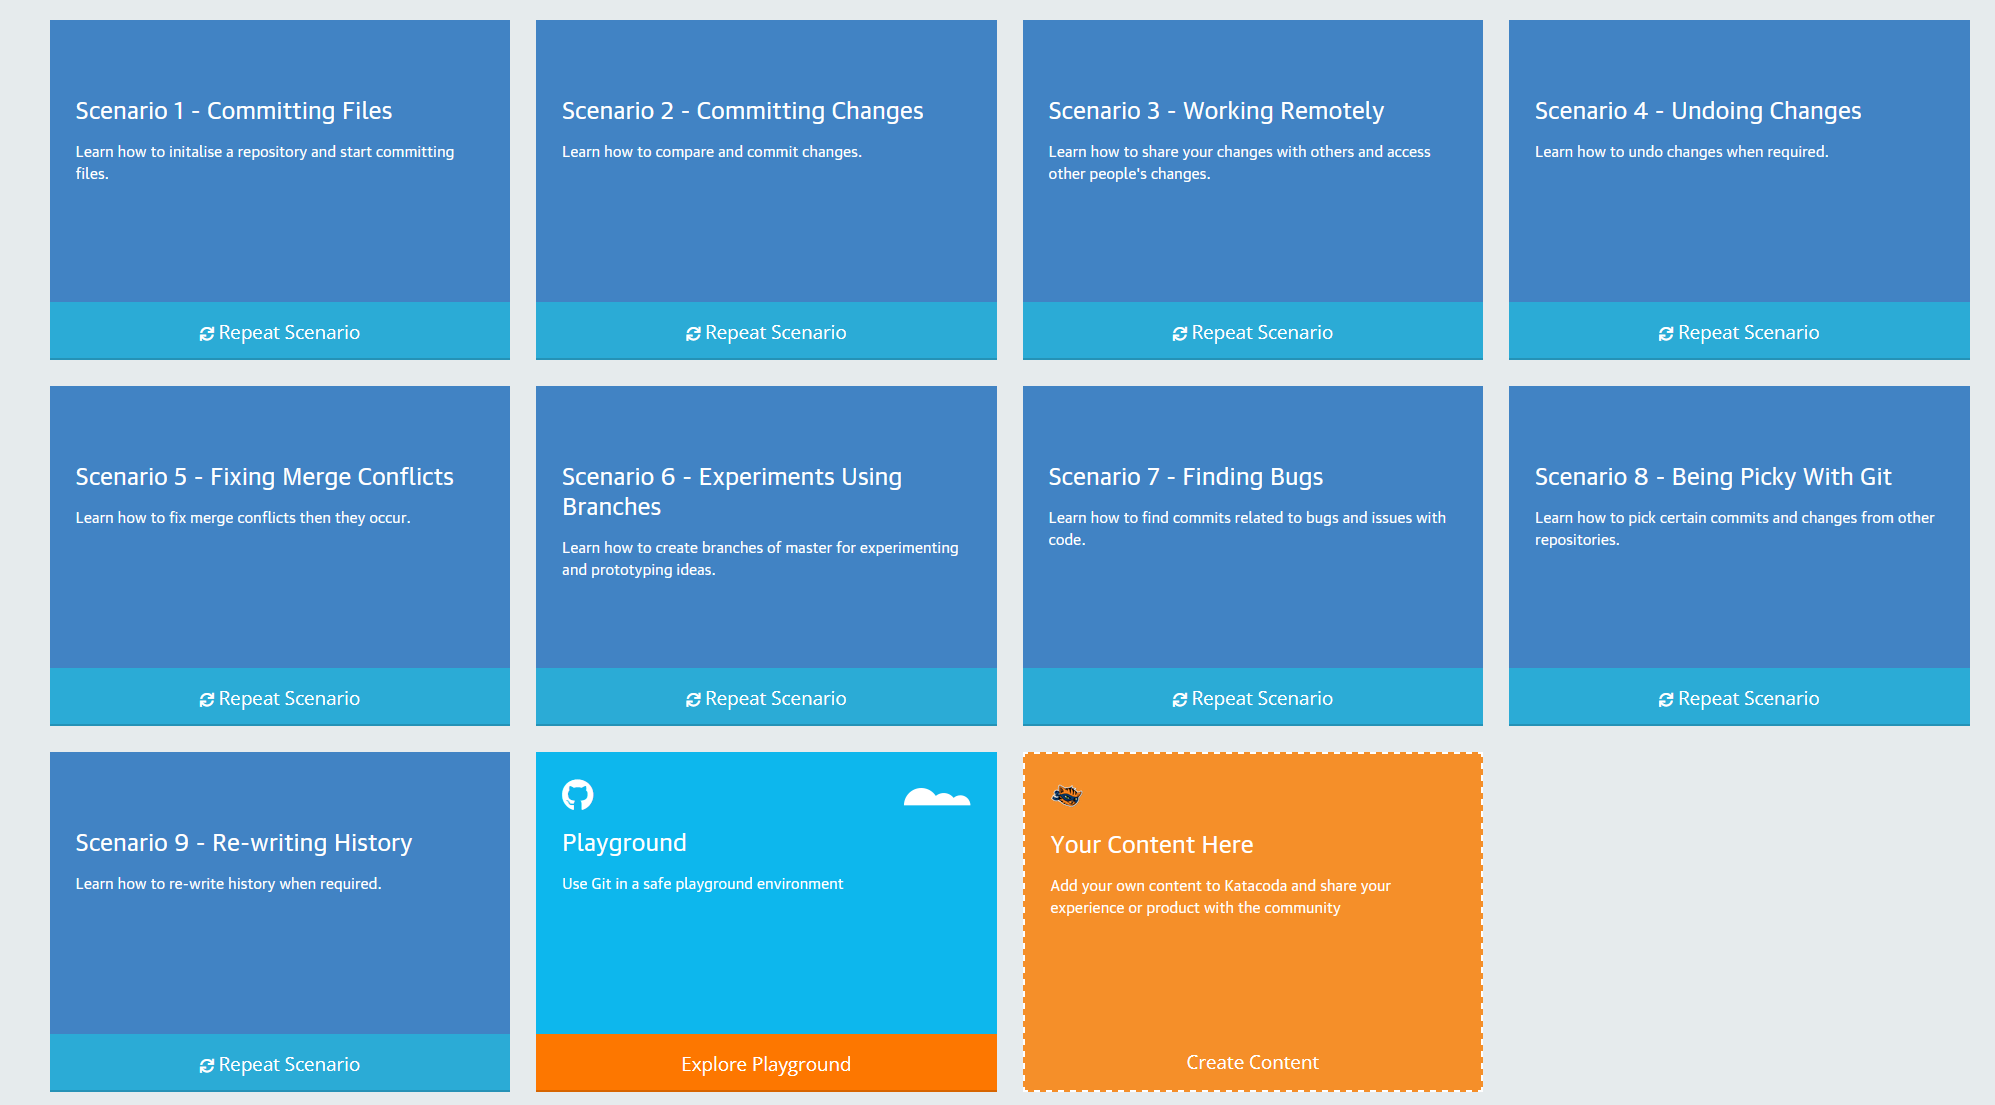 Scenario 1 - Committing Files
Learn how to initalise a repository and start committing
files.
Repeat Scenario
Scenario 2 - Committing Changes
Learn how to compare and commit changes.
Repeat Scenario
Scenario 3 - Working Remotely
Learn how to share your changes with others and access
other people's changes.
Repeat Scenario
Scenario 4 - Undoing Changes
Learn how to undo changes when required.
Repeat Scenario
Scenario 5 - Fixing Merge Conflicts
Learn how to fix merge conflicts then they occur.
Repeat Scenario
Scenario 6 - Experiments Using
Branches
Learn how to create branches of master for experimenting
and prototyping ideas.
Repeat Scenario
Scenario 7 - Finding Bugs
Learn how to find commits related to bugs and issues with
code.
Repeat Scenario
Scenario 8 - Being Picky With Git
Learn how to pick certain commits and changes from other
repositories.
Repeat Scenario
Scenario 9 - Re-writing History
Learn how to re-write history when required.
Repeat Scenario
Playground
Use Git in a safe playground environment
Explore Playground
Your Content Here
Add your own content to Katacoda and share your
experience or product with the community
Create Content